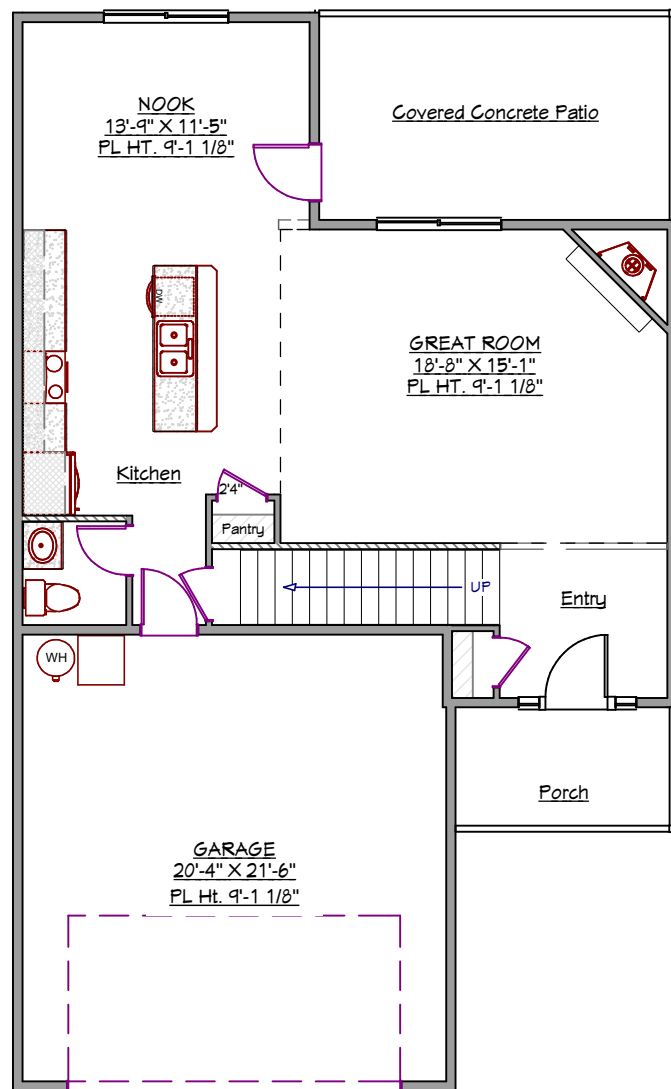 NOOK
13'-9" X 11'-5"
PL HT. 9'-1 1/8"
Covered Concrete Patio
DW
GREAT ROOM
18'-8" X 15'-1"
PL HT. 9'-1 1/8"
Kitchen
2'4"
Pantry
UP
Entry
WH
Porch
GARAGE
20'-4" X 21'-6"
PL Ht. 9'-1 1/8"